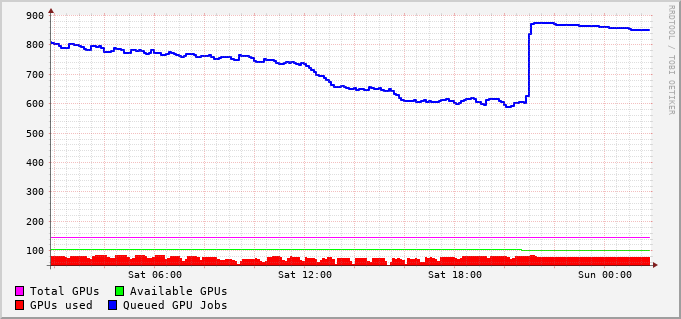 900
800
700
600
500
400
300
200
100
Sat 06:00 Sat 12:00 Sat 18:00 Sun 00:00
Total GPUs Available GPUs
GPUs used Queued GPU Jobs
RRDTOOL / TOBI OETIKER